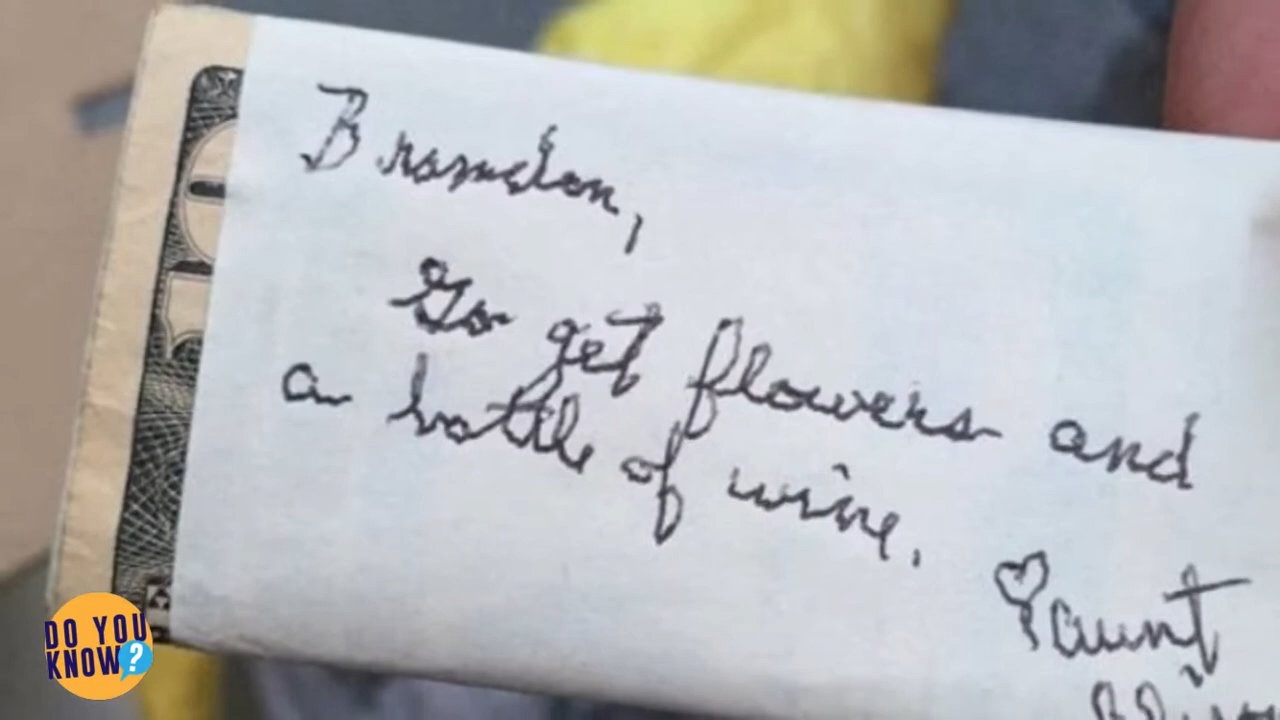 Brandon,
Go get flowers and
a bottle of wine.
aunt
DO YOU
KNOW?